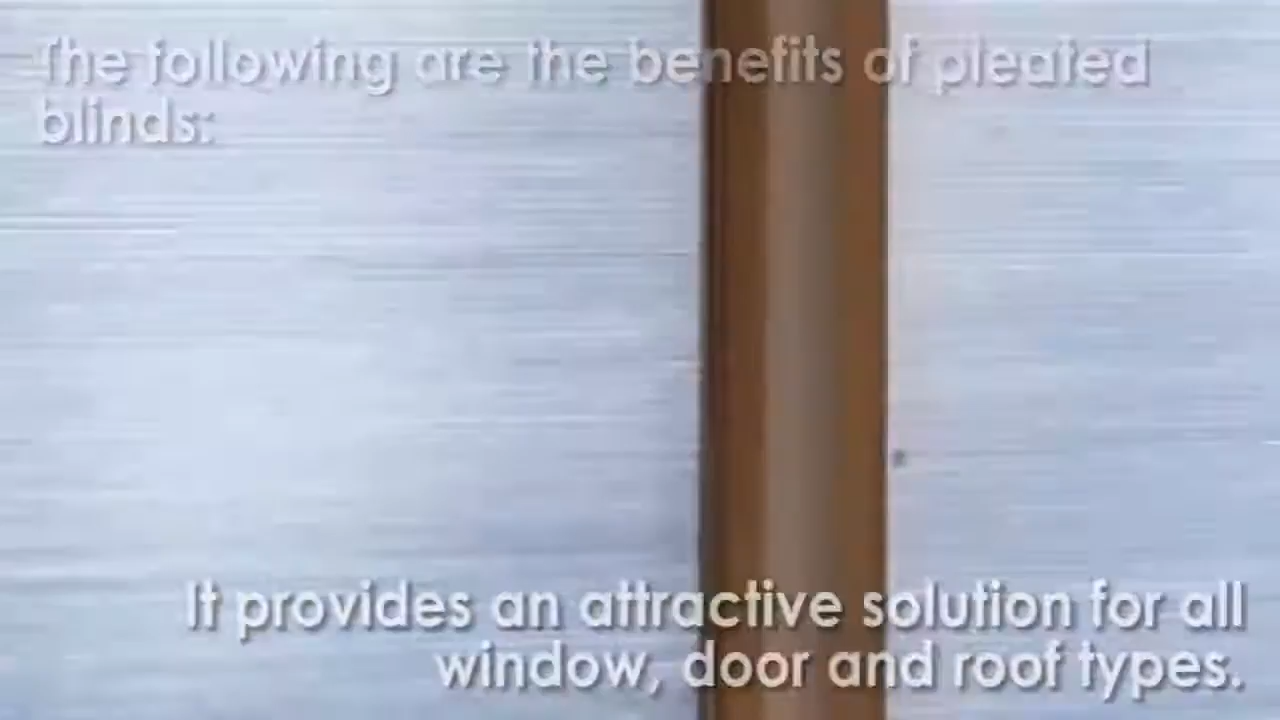 The following are the benefits of pleated
blinds:
It provides an attractive solution for all
window, door and roof types.